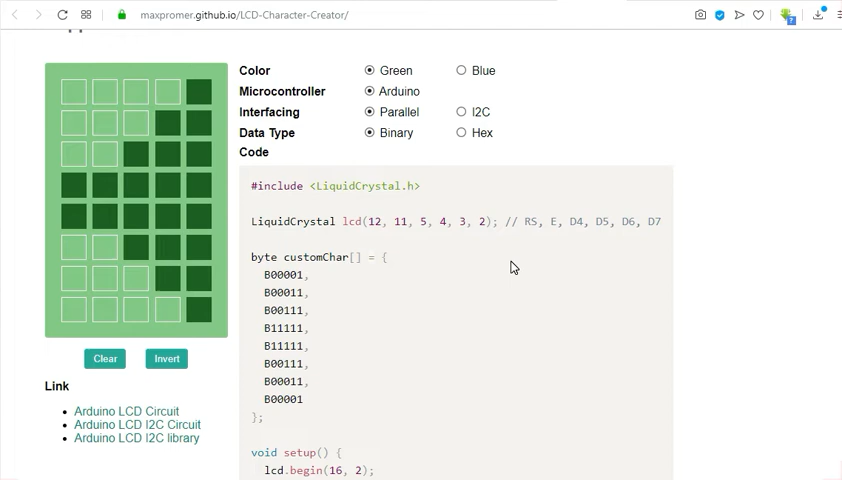 maxpromer.github.io/LCD-Character-Creator/
Color Green Blue
Microcontroller Arduino
Interfacing Parallel I2C
Data Type Binary Hex
Code
#include <LiquidCrystal.h>
LiquidCrystal lcd(12, 11, 5, 4, 3, 2); // RS, E, D4, D5, D6, D7
byte customChar[] = {
B00001,
B00011,
B00111,
B11111,
B11111,
B00111,
B00011,
B00001
};
void setup() {
lcd.begin(16, 2);
Clear Invert
Link
Arduino LCD Circuit
Arduino LCD I2C Circuit
Arduino LCD I2C library